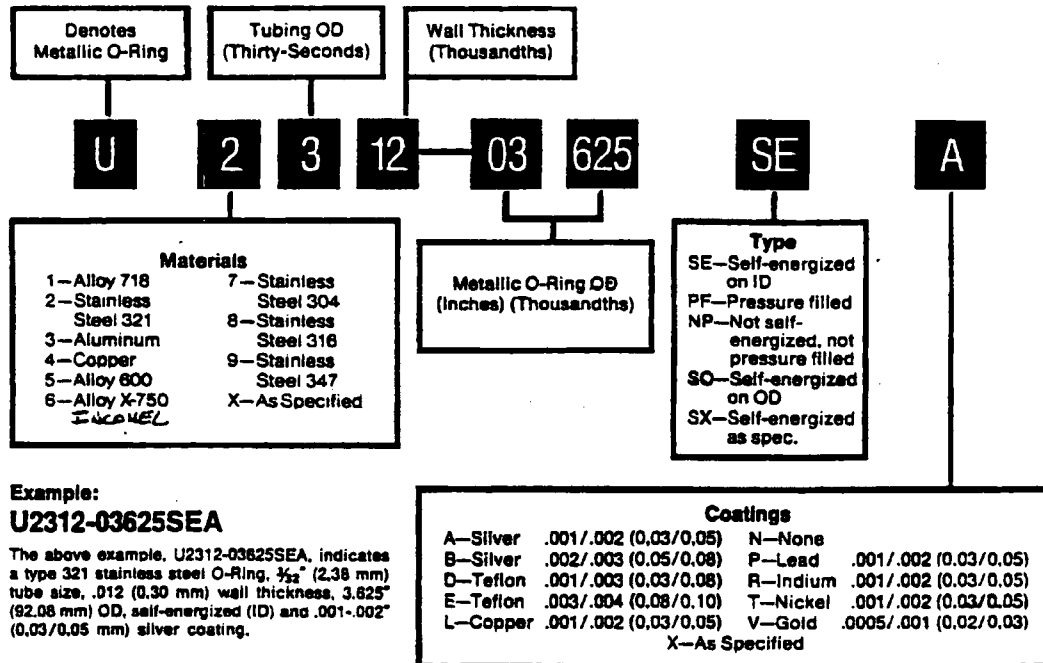 Denotes
Metallic O-Ring
Tubing OD
(Thirty-Seconds)
Wall Thickness
(Thousandths)
U 2 3 12 03 625 SE A
Materials
1—Alloy 718
2—Stainless
Steel 321
3—Aluminum
4—Copper
5—Alloy 600
6—Alloy X-750
INCONEL
7—Stainless
Steel 304
8—Stainless
Steel 316
9—Stainless
Steel 347
X—As Specified
Metallic O-Ring OD
(Inches) (Thousandths)
Type
SE—Self-energized
on ID
PF—Pressure filled
NP—Not self-
energized, not
pressure filled
SO—Self-energized
on OD
SX—Self-energized
as spec.
Example:
U2312-03625SEA
The above example, U2312-03625SEA, indicates
a type 321 stainless steel O-Ring, 3/32" (2,38 mm)
tube size, .012 (0,30 mm) wall thickness, 3.625"
(92,08 mm) OD, self-energized (ID) and .001-.002"
(0,03/0,05 mm) silver coating.
Coatings
A—Silver .001/.002 (0,03/0,05)
B—Silver .002/.003 (0,05/0,08)
D—Teflon .001/.003 (0,03/0,08)
E—Teflon .003/.004 (0,08/0,10)
L—Copper .001/.002 (0,03/0,05)
N—None
P—Lead .001/.002 (0,03/0,05)
R—Indium .001/.002 (0,03/0,05)
T—Nickel .001/.002 (0,03/0,05)
V—Gold .0005/.001 (0,02/0,03)
X—As Specified